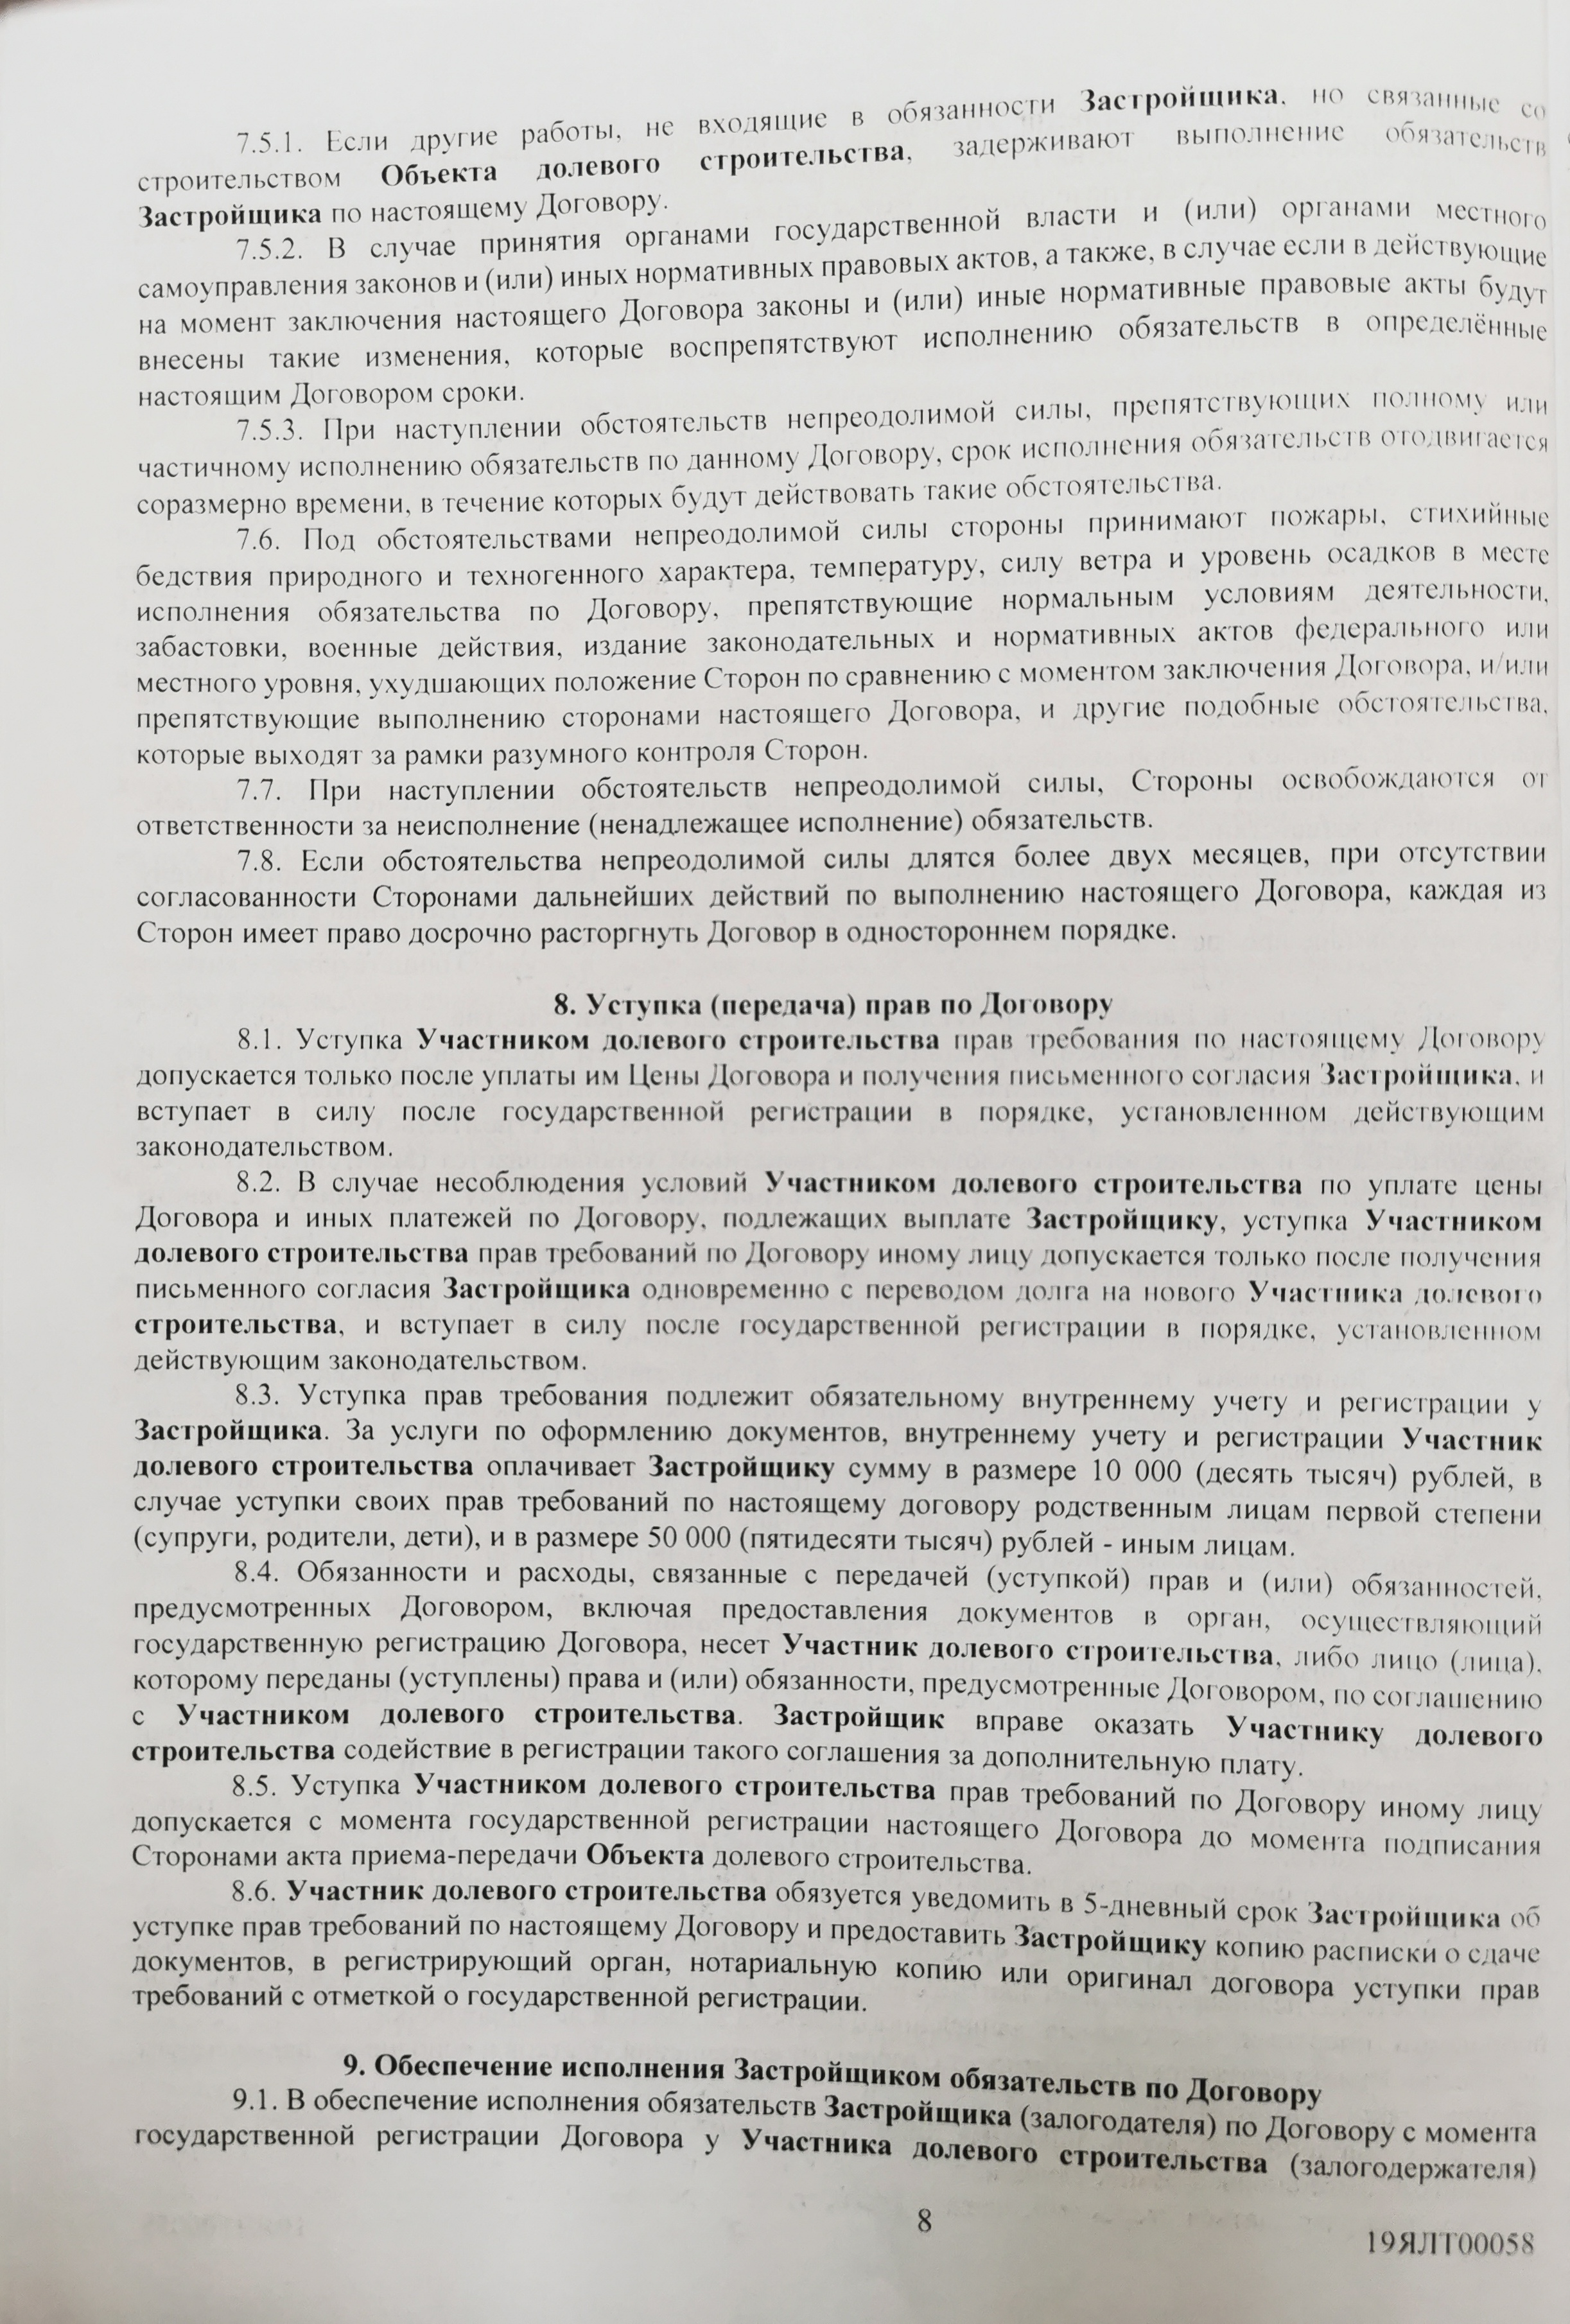 7.5.1. Если другие работы, не входящие в обязанности Застройщика, но связанные со
строительством Объекта долевого строительства, задерживают выполнение обязательств
Застройщика по настоящему Договору.
7.5.2. В случае принятия органами государственной власти и (или) органами местного
самоуправления законов и (или) иных нормативных правовых актов, а также, в случае если в действующие
на момент заключения настоящего Договора законы и (или) иные нормативные правовые акты будут
внесены такие изменения, которые воспрепятствуют исполнению обязательств в определённые
настоящим Договором сроки.
7.5.3. При наступлении обстоятельств непреодолимой силы, препятствующих полному или
частичному исполнению обязательств по данному Договору, срок исполнения обязательств отодвигается
соразмерно времени, в течение которых будут действовать такие обстоятельства.
7.6. Под обстоятельствами непреодолимой силы стороны принимают пожары, стихийные
бедствия природного и техногенного характера, температуру, силу ветра и уровень осадков в месте
исполнения обязательства по Договору, препятствующие нормальным условиям деятельности,
забастовки, военные действия, издание законодательных и нормативных актов федерального или
местного уровня, ухудшающих положение Сторон по сравнению с моментом заключения Договора, и/или
препятствующие выполнению сторонами настоящего Договора, и другие подобные обстоятельства,
которые выходят за рамки разумного контроля Сторон.
7.7. При наступлении обстоятельств непреодолимой силы, Стороны освобождаются от
ответственности за неисполнение (ненадлежащее исполнение) обязательств.
7.8. Если обстоятельства непреодолимой силы длятся более двух месяцев, при отсутствии
согласованности Сторонами дальнейших действий по выполнению настоящего Договора, каждая из
Сторон имеет право досрочно расторгнуть Договор в одностороннем порядке.
8. Уступка (передача) прав по Договору
8.1. Уступка Участником долевого строительства прав требования по настоящему Договору
допускается только после уплаты им Цены Договора и получения письменного согласия Застройщика, и
вступает в силу после государственной регистрации в порядке, установленном действующим
законодательством.
8.2. В случае несоблюдения условий Участником долевого строительства по уплате цены
Договора и иных платежей по Договору, подлежащих выплате Застройщику, уступка Участником
долевого строительства прав требований по Договору иному лицу допускается только после получения
письменного согласия Застройщика одновременно с переводом долга на нового Участника долевого
строительства, и вступает в силу после государственной регистрации в порядке, установленном
действующим законодательством.
8.3. Уступка прав требования подлежит обязательному внутреннему учету и регистрации у
Застройщика. За услуги по оформлению документов, внутреннему учету и регистрации Участник
долевого строительства оплачивает Застройщику сумму в размере 10 000 (десять тысяч) рублей, в
случае уступки своих прав требований по настоящему договору родственным лицам первой степени
(супруги, родители, дети), и в размере 50 000 (пятидесяти тысяч) рублей - иным лицам.
8.4. Обязанности и расходы, связанные с передачей (уступкой) прав и (или) обязанностей,
предусмотренных Договором, включая предоставления документов в орган, осуществляющий
государственную регистрацию Договора, несет Участник долевого строительства, либо лицо (лица),
которому переданы (уступлены) права и (или) обязанности, предусмотренные Договором, по соглашению
с Участником долевого строительства. Застройщик вправе оказать Участнику долевого
строительства содействие в регистрации такого соглашения за дополнительную плату.
8.5. Уступка Участником долевого строительства прав требований по Договору иному лицу
допускается с момента государственной регистрации настоящего Договора до момента подписания
Сторонами акта приема-передачи Объекта долевого строительства.
8.6. Участник долевого строительства обязуется уведомить в 5-дневный срок Застройщика об
уступке прав требований по настоящему Договору и предоставить Застройщику копию расписки о сдаче
документов, в регистрирующий орган, нотариальную копию или оригинал договора уступки прав
требований с отметкой о государственной регистрации.
9. Обеспечение исполнения Застройщиком обязательств по Договору
9.1. В обеспечение исполнения обязательств Застройщика (залогодателя) по Договору с момента
государственной регистрации Договора у Участника долевого строительства (залогодержателя)
8
19ЯЛТ00058